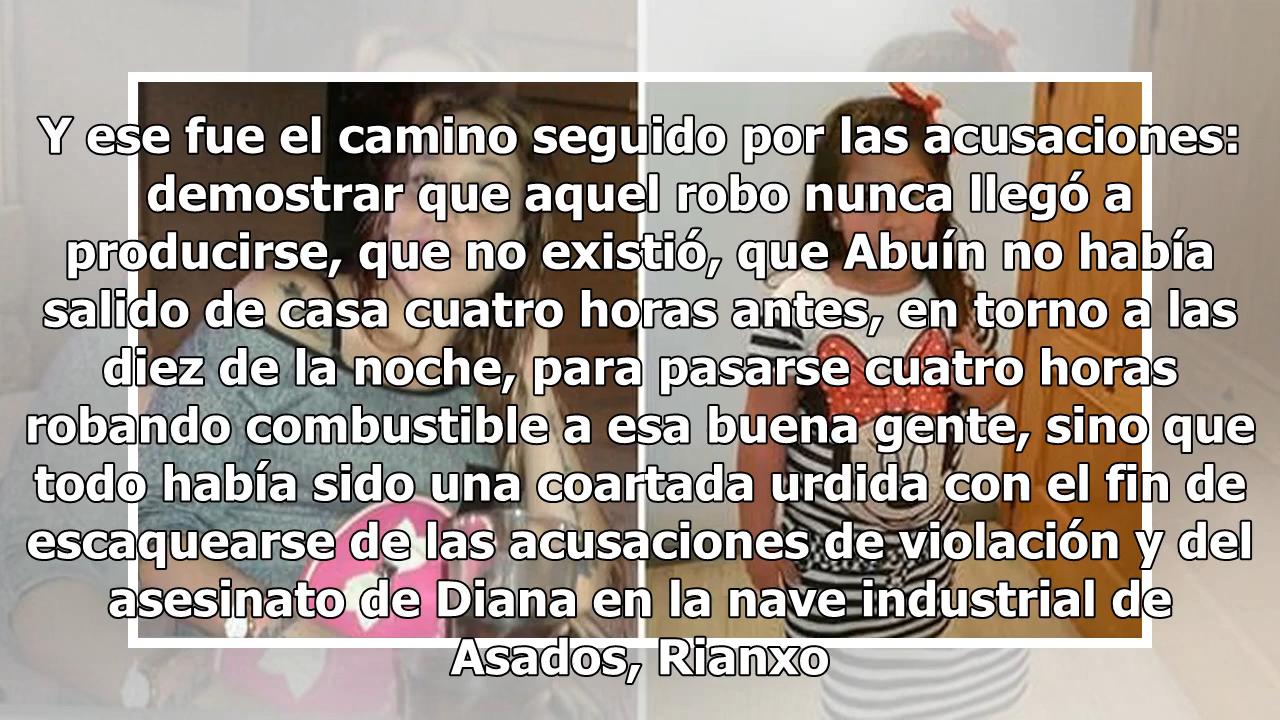 Y ese fue el camino seguido por las acusaciones:
demostrar que aquel robo nunca llegó a
producirse, que no existió, que Abuín no había
salido de casa cuatro horas antes, en torno a las
diez de la noche, para pasarse cuatro horas
robando combustible a esa buena gente, sino que
todo había sido una coartada urdida con el fin de
escaquearse de las acusaciones de violación y del
asesinato de Diana en la nave industrial de
Asados, Rianxo